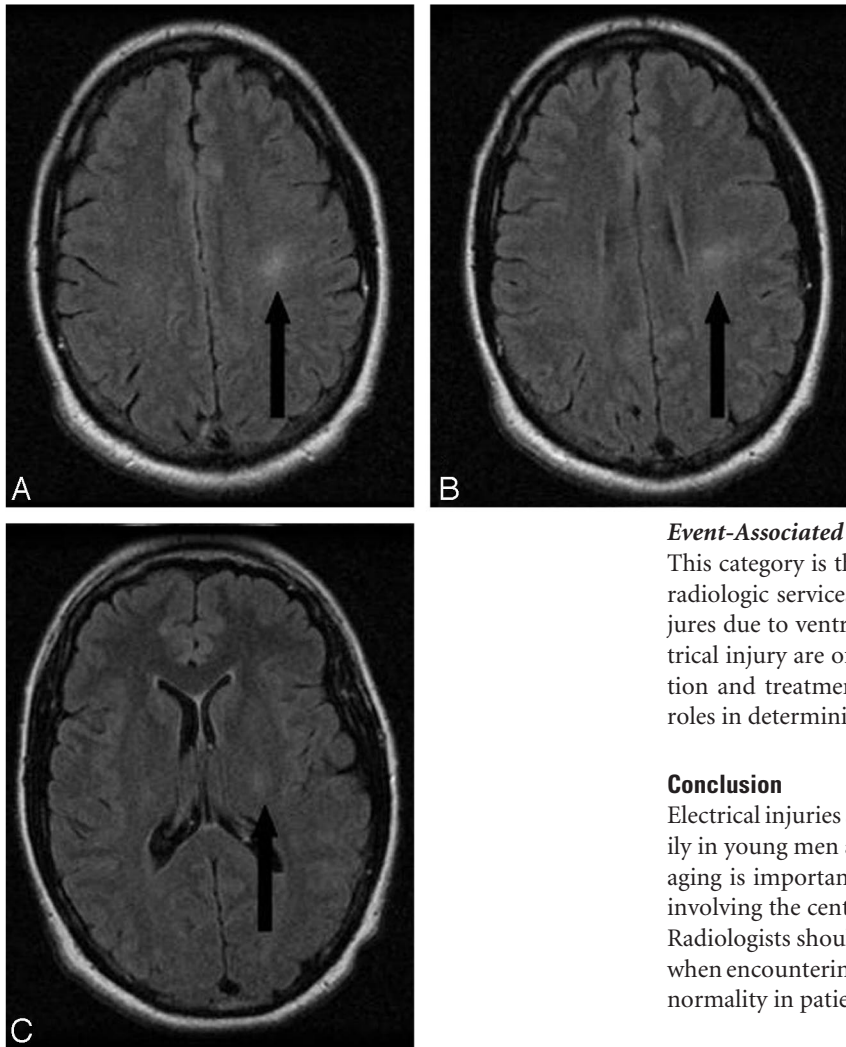 A
B
C
Event-Associated
This category is th
radiologic service
jures due to ventr
trical injury are o
tion and treatmen
roles in determini
Conclusion
Electrical injuries
ily in young men a
aging is importan
involving the cent
Radiologists shou
when encounterin
normality in patie